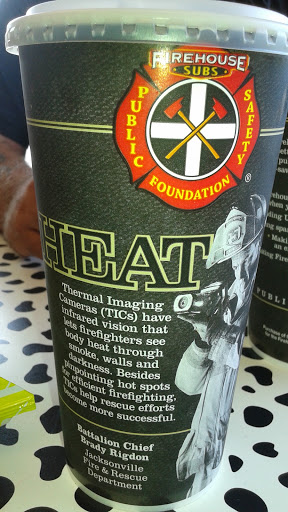 FIREHOUSE
SUBS
PUBLIC
SAFETY
FOUNDATION
®
HEAT
Thermal Imaging
Cameras (TICs) have
infrared vision that
lets firefighters see
body heat through
smoke, walls and
darkness. Besides
pinpointing hot spots
for efficient firefighting,
TICs help rescue efforts
become more successful.
Battalion Chief
Brady Rigdon
Jacksonville
Fire & Rescue
Department
PUBLI